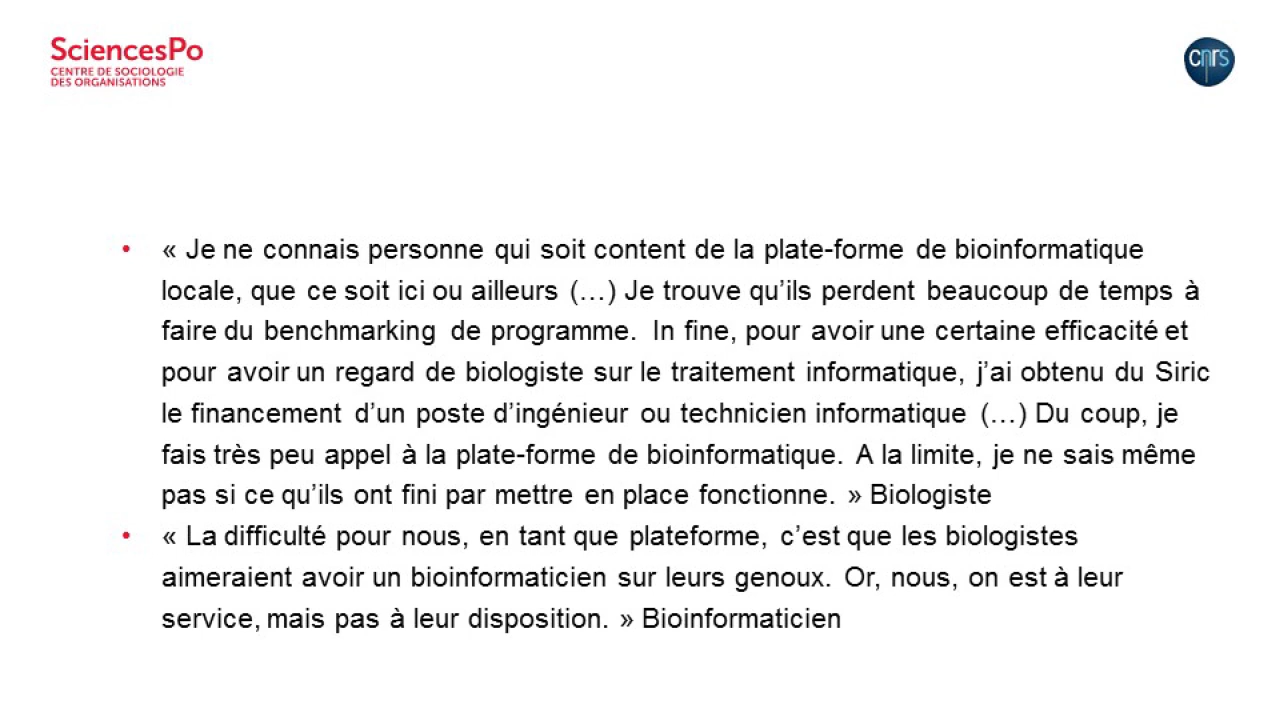 SciencesPo
CENTRE DE SOCIOLOGIE
DES ORGANISATIONS
cnrs
• « Je ne connais personne qui soit content de la plate-forme de bioinformatique
locale, que ce soit ici ou ailleurs (…) Je trouve qu’ils perdent beaucoup de temps à
faire du benchmarking de programme. In fine, pour avoir une certaine efficacité et
pour avoir un regard de biologiste sur le traitement informatique, j’ai obtenu du Siric
le financement d’un poste d’ingénieur ou technicien informatique (…) Du coup, je
fais très peu appel à la plate-forme de bioinformatique. A la limite, je ne sais même
pas si ce qu’ils ont fini par mettre en place fonctionne. » Biologiste
• « La difficulté pour nous, en tant que plateforme, c’est que les biologistes
aimeraient avoir un bioinformaticien sur leurs genoux. Or, nous, on est à leur
service, mais pas à leur disposition. » Bioinformaticien